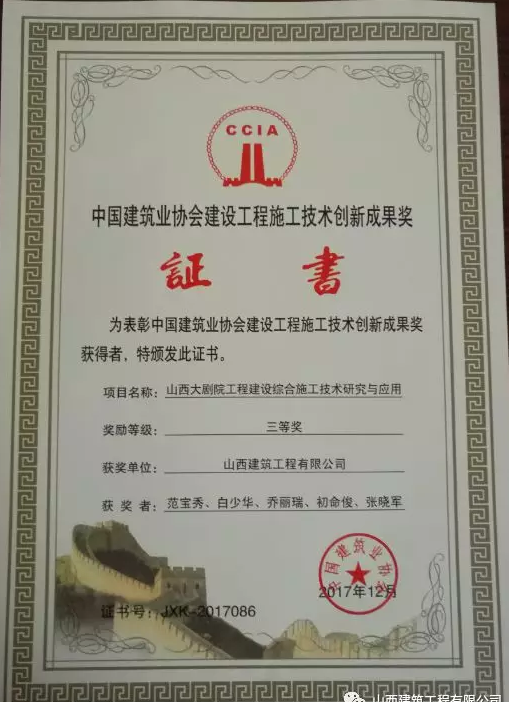 CCIA
中国建筑业协会建设工程施工技术创新成果奖
証 書
为表彰中国建筑业协会建设工程施工技术创新成果奖
获得者，特颁发此证书。
项目名称：山西大剧院工程建设综合施工技术研究与应用
奖励等级：三等奖
获奖单位：山西建筑工程有限公司
获 奖 者：范宝秀、白少华、乔丽瑞、初命俊、张晓军
中国建筑业协会
2017年12月
证书号：JXK-2017086
山西建筑工程有限公司